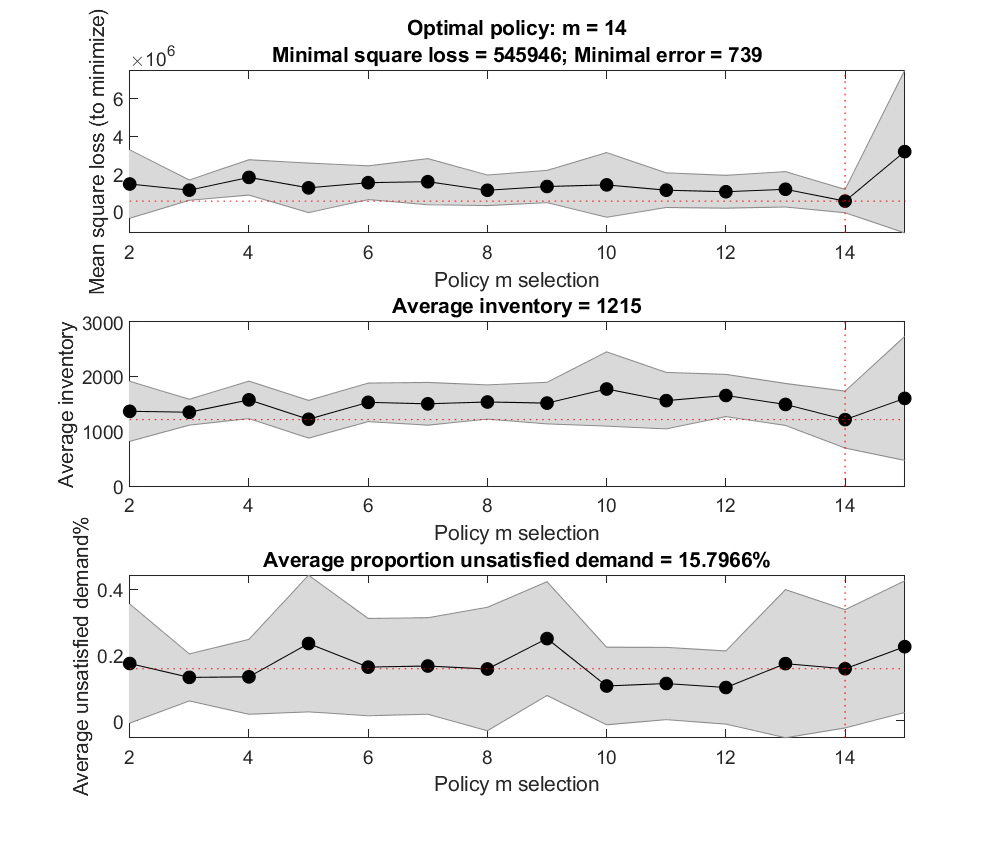 Optimal policy: m = 14
Minimal square loss = 545946; Minimal error = 739
×10^6
Mean square loss (to minimize)
6
4
2
0
2 4 6 8 10 12 14
Policy m selection
Average inventory = 1215
Average inventory
3000
2000
1000
0
2 4 6 8 10 12 14
Policy m selection
Average proportion unsatisfied demand = 15.7966%
Average unsatisfied demand%
0.4
0.2
0
2 4 6 8 10 12 14
Policy m selection